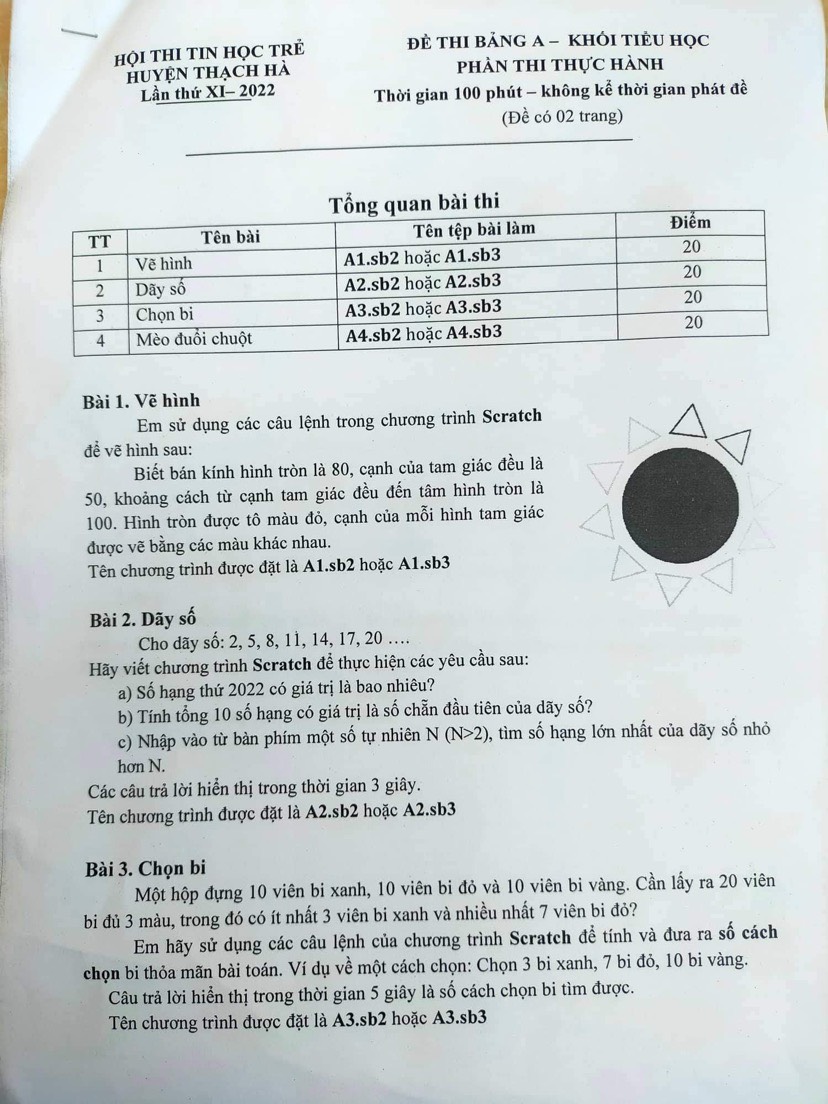 HỘI THI TIN HỌC TRẺ
HUYỆN THẠCH HÀ
Lần thứ XI– 2022
ĐỀ THI BẢNG A – KHỐI TIỂU HỌC
PHẦN THI THỰC HÀNH
Thời gian 100 phút – không kể thời gian phát đề
(Đề có 02 trang)
Tổng quan bài thi
TT Tên bài Tên tệp bài làm Điểm
1 Vẽ hình A1.sb2 hoặc A1.sb3 20
2 Dãy số A2.sb2 hoặc A2.sb3 20
3 Chọn bi A3.sb2 hoặc A3.sb3 20
4 Mèo đuổi chuột A4.sb2 hoặc A4.sb3 20
Bài 1. Vẽ hình
Em sử dụng các câu lệnh trong chương trình Scratch
để vẽ hình sau:
Biết bán kính hình tròn là 80, cạnh của tam giác đều là
50, khoảng cách từ cạnh tam giác đều đến tâm hình tròn là
100. Hình tròn được tô màu đỏ, cạnh của mỗi hình tam giác
được vẽ bằng các màu khác nhau.
Tên chương trình được đặt là A1.sb2 hoặc A1.sb3
Bài 2. Dãy số
Cho dãy số: 2, 5, 8, 11, 14, 17, 20 ….
Hãy viết chương trình Scratch để thực hiện các yêu cầu sau:
a) Số hạng thứ 2022 có giá trị là bao nhiêu?
b) Tính tổng 10 số hạng có giá trị là số chẵn đầu tiên của dãy số?
c) Nhập vào từ bàn phím một số tự nhiên N (N>2), tìm số hạng lớn nhất của dãy số nhỏ
hơn N.
Các câu trả lời hiển thị trong thời gian 3 giây.
Tên chương trình được đặt là A2.sb2 hoặc A2.sb3
Bài 3. Chọn bi
Một hộp đựng 10 viên bi xanh, 10 viên bi đỏ và 10 viên bi vàng. Cần lấy ra 20 viên
bi đủ 3 màu, trong đó có ít nhất 3 viên bi xanh và nhiều nhất 7 viên bi đỏ?
Em hãy sử dụng các câu lệnh của chương trình Scratch để tính và đưa ra số cách
chọn bi thỏa mãn bài toán. Ví dụ về một cách chọn: Chọn 3 bi xanh, 7 bi đỏ, 10 bi vàng.
Câu trả lời hiển thị trong thời gian 5 giây là số cách chọn bi tìm được.
Tên chương trình được đặt là A3.sb2 hoặc A3.sb3